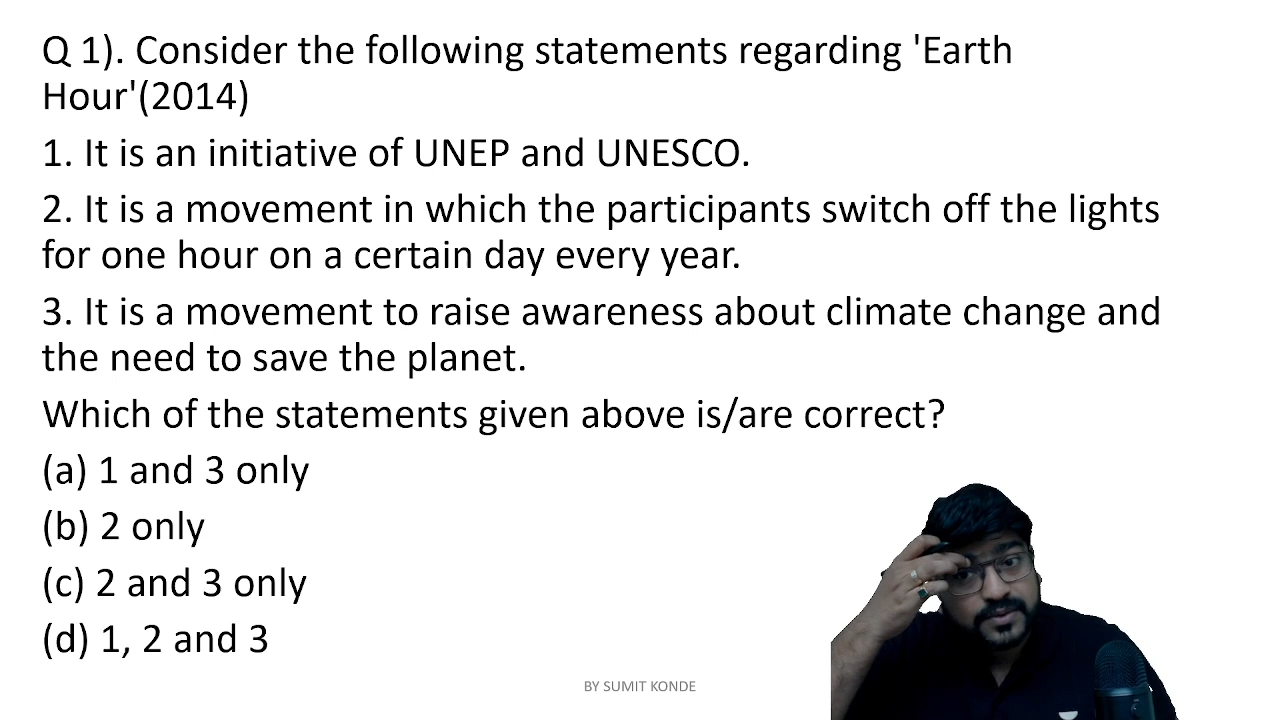 Q 1). Consider the following statements regarding 'Earth
Hour'(2014)
1. It is an initiative of UNEP and UNESCO.
2. It is a movement in which the participants switch off the lights
for one hour on a certain day every year.
3. It is a movement to raise awareness about climate change and
the need to save the planet.
Which of the statements given above is/are correct?
(a) 1 and 3 only
(b) 2 only
(c) 2 and 3 only
(d) 1, 2 and 3
BY SUMIT KONDE